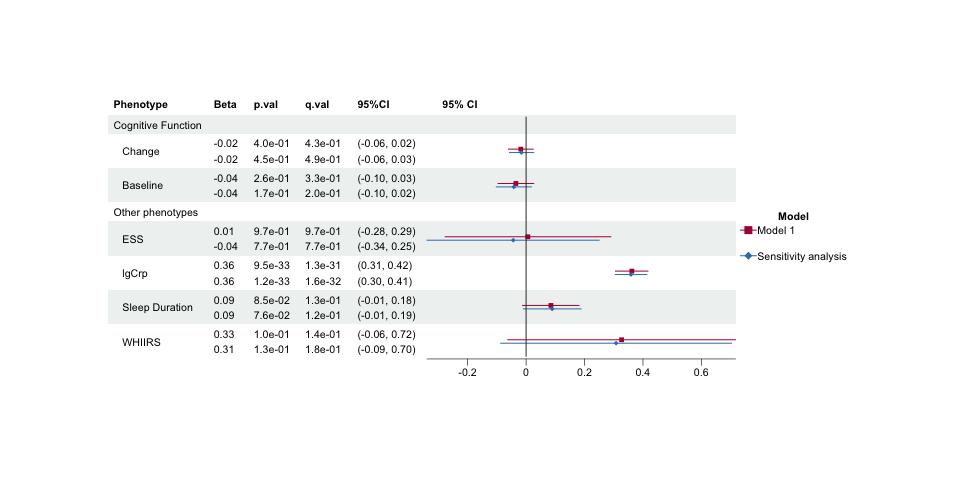 Phenotype Beta p.val q.val 95%CI 95% CI
Cognitive Function
Change
-0.02 4.0e-01 4.3e-01 (-0.06, 0.02)
-0.02 4.5e-01 4.9e-01 (-0.06, 0.03)
Baseline
-0.04 2.6e-01 3.3e-01 (-0.10, 0.03)
-0.04 1.7e-01 2.0e-01 (-0.10, 0.02)
Other phenotypes
ESS
0.01 9.7e-01 9.7e-01 (-0.28, 0.29)
-0.04 7.7e-01 7.7e-01 (-0.34, 0.25)
lgCrp
0.36 9.5e-33 1.3e-31 (0.31, 0.42)
0.36 1.2e-33 1.6e-32 (0.30, 0.41)
Sleep Duration
0.09 8.5e-02 1.3e-01 (-0.01, 0.18)
0.09 7.6e-02 1.2e-01 (-0.01, 0.19)
WHIIRS
0.33 1.0e-01 1.4e-01 (-0.06, 0.72)
0.31 1.3e-01 1.8e-01 (-0.09, 0.70)
-0.2 0 0.2 0.4 0.6
Model
Model 1
Sensitivity analysis